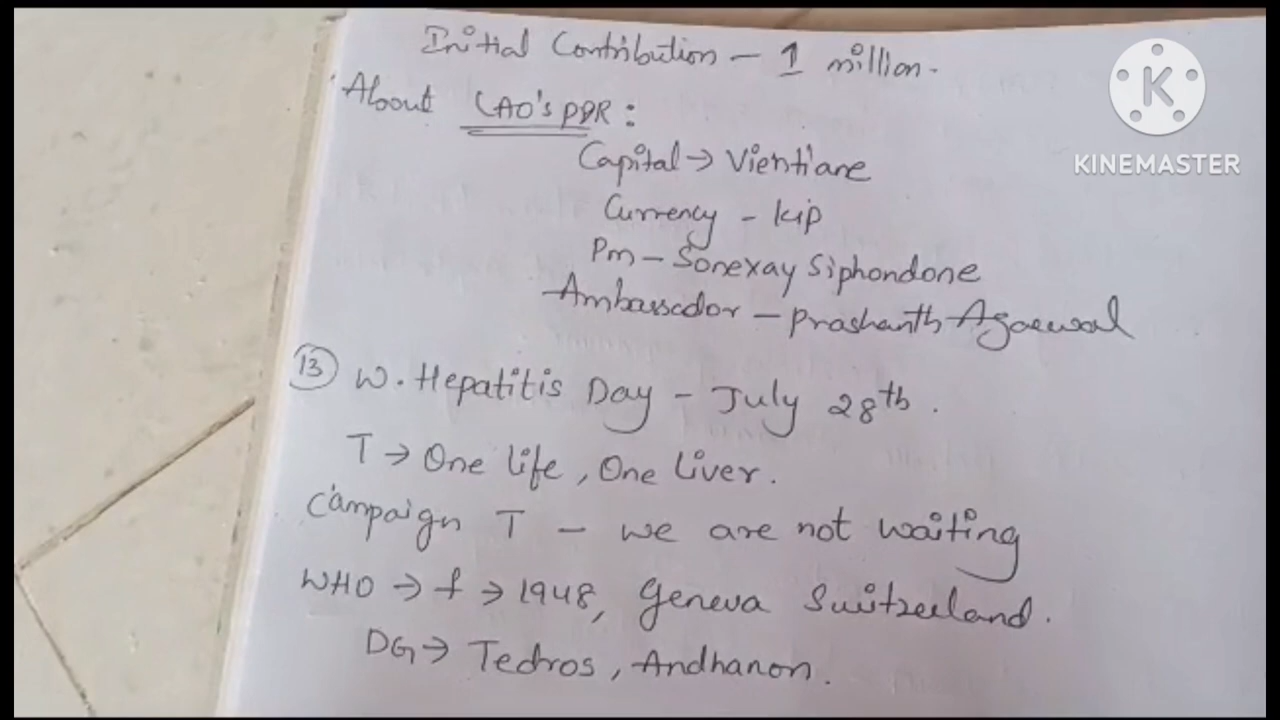 Initial Contribution - 1 million.
About LAO's PDR:
Capital → Vientiane
Currency - kip
Pm - Sonexay Siphondone
Ambassador - Prashanth Agarwal
13 W. Hepatitis Day - July 28th.
T → One life, One liver.
Campaign T - we are not waiting
WHO → f → 1948, Geneva Switzerland.
DG → Tedros, Andhanon.
K
KINEMASTER